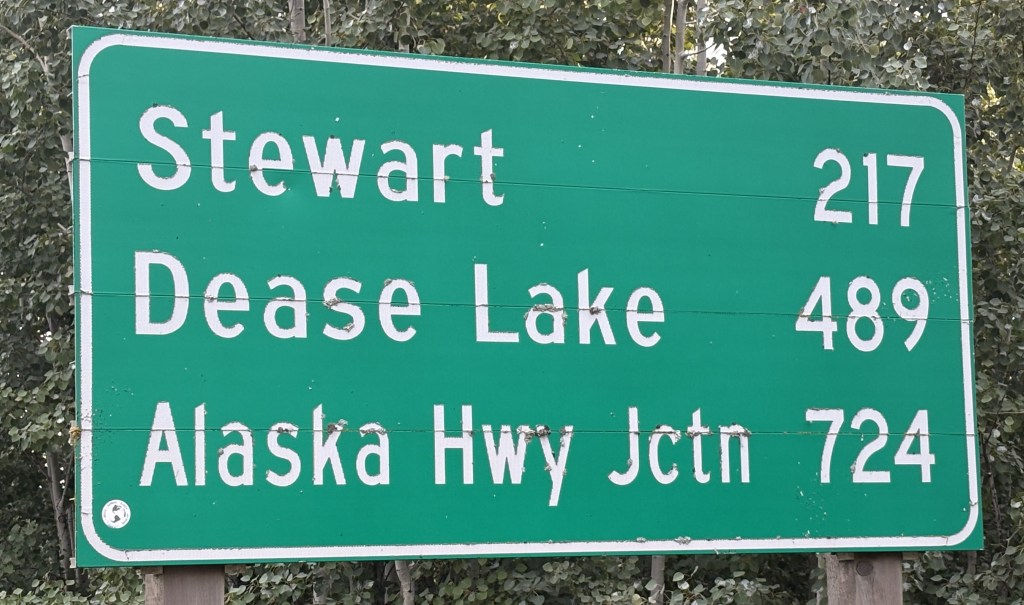 Stewart 217
Dease Lake 489
Alaska Hwy Jctn 724